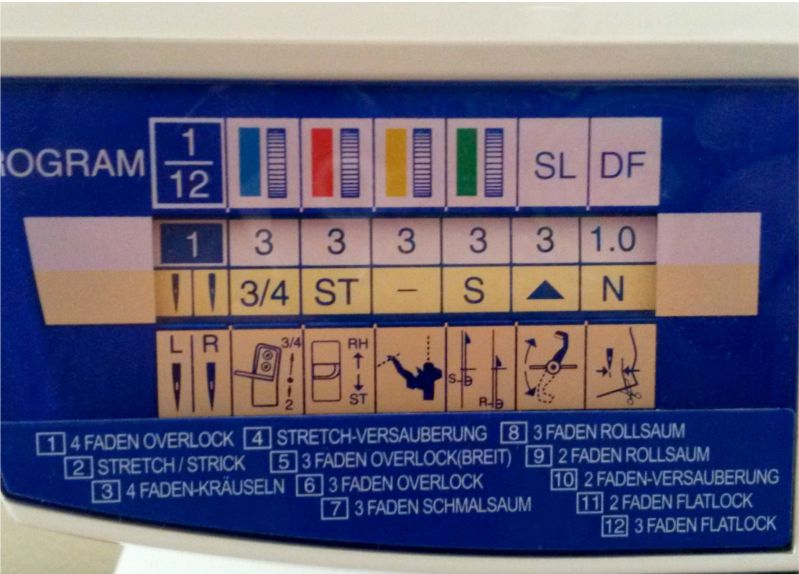 ROGRAM 1/12 SL DF
1 3 3 3 3 3 1.0
3/4 ST – S N
L R 3/4 2 RH ST S R
1 4 FADEN OVERLOCK 4 STRETCH-VERSAUBERUNG 8 3 FADEN ROLLSAUM
2 STRETCH / STRICK 5 3 FADEN OVERLOCK(BREIT) 9 2 FADEN ROLLSAUM
3 4 FADEN-KRÄUSELN 6 3 FADEN OVERLOCK 10 2 FADEN-VERSAUBERUNG
7 3 FADEN SCHMALSAUM 11 2 FADEN FLATLOCK
12 3 FADEN FLATLOCK